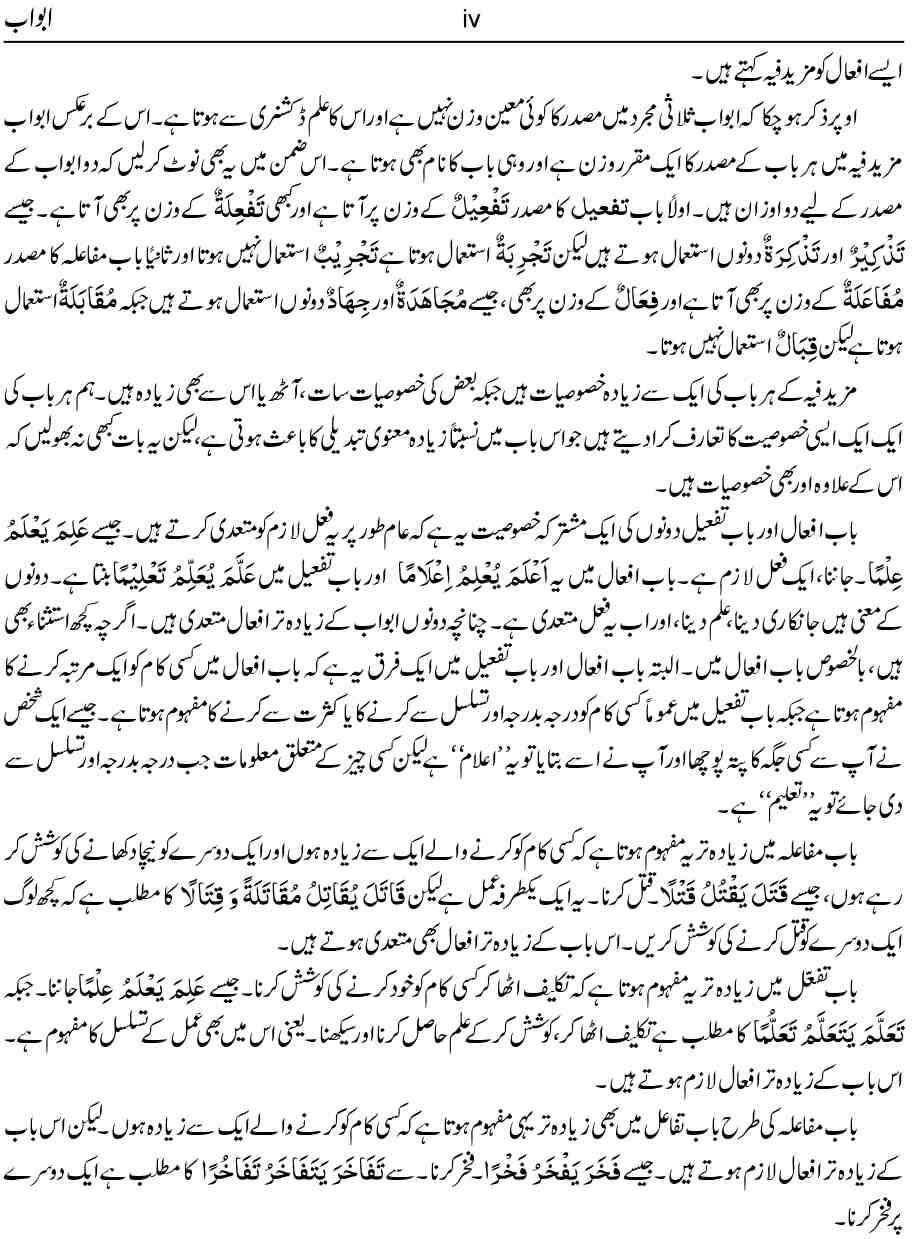 ابواب iv
ایسے افعال کو مزید فیہ کہتے ہیں ۔
اوپر ذکر ہو چکا کہ ابواب ثلاثی مجرد میں مصدر کا کوئی معین وزن نہیں ہے اور اس کا علم ڈکشنری سے ہوتا ہے۔ اس کے برعکس ابواب
مزید فیہ میں ہر باب کے مصدر کا ایک مقرر وزن ہے اور وہی باب کا نام بھی ہوتا ہے۔ اس ضمن میں یہ بھی نوٹ کر لیں کہ دو ابواب کے
مصدر کے لیے دو اوزان ہیں۔ اولاً باب تفعیل کا مصدر تَفْعِیْلٌ کے وزن پر آتا ہے اور کبھی تَفْعِلَةٌ کے وزن پر بھی آتا ہے۔ جیسے
تَذْکِیْرٌ اور تَذْکِرَةٌ دونوں استعمال ہوتے ہیں لیکن تَجْرِبَةٌ استعمال ہوتا ہے تَجْرِیْبٌ استعمال نہیں ہوتا اور ثانیاً باب مفاعلہ کا مصدر
مُفَاعَلَةٌ کے وزن پر بھی آتا ہے اور فِعَالٌ کے وزن پر بھی، جیسے مُجَاهَدَةٌ اور جِهَادٌ دونوں استعمال ہوتے ہیں جبکہ مُقَابَلَةٌ استعمال
ہوتا ہے لیکن قِبَالٌ استعمال نہیں ہوتا۔
مزید فیہ کے ہر باب کی ایک سے زیادہ خصوصیات ہیں جبکہ بعض کی خصوصیات سات، آٹھ یا اس سے بھی زیادہ ہیں۔ ہم ہر باب کی
ایک ایک ایسی خصوصیت کا تعارف کرا دیتے ہیں جو اس باب میں نسبتاً زیادہ معنوی تبدیلی کا باعث ہوتی ہے، لیکن یہ بات کبھی نہ بھولیں کہ
اس کے علاوہ اور بھی خصوصیات ہیں۔
باب افعال اور باب تفعیل دونوں کی ایک مشترکہ خصوصیت یہ ہے کہ عام طور پر یہ فعل لازم کو متعدی کرتے ہیں۔ جیسے عَلِمَ یَعْلَمُ
عِلْمًا۔ جاننا، ایک فعل لازم ہے۔ باب افعال میں یہ اَعْلَمَ یُعْلِمُ اِعْلَامًا اور باب تفعیل میں عَلَّمَ یُعَلِّمُ تَعْلِیْمًا بنتا ہے۔ دونوں
کے معنی ہیں جانکاری دینا، علم دینا، اور اب یہ فعل متعدی ہے۔ چنانچہ دونوں ابواب کے زیادہ تر افعال متعدی ہیں۔ اگرچہ کچھ استثناء بھی
ہیں، بالخصوص باب افعال میں۔ البتہ باب افعال اور باب تفعیل میں ایک فرق یہ ہے کہ باب افعال میں کسی کام کو ایک مرتبہ کرنے کا
مفہوم ہوتا ہے جبکہ باب تفعیل میں عموماً کسی کام کو درجہ بدرجہ اور تسلسل سے کرنے کا یا کثرت سے کرنے کا مفہوم ہوتا ہے۔ جیسے ایک شخص
نے آپ سے کسی جگہ کا پتہ پوچھا اور آپ نے اسے بتایا تو یہ ’’اعلام‘‘ ہے لیکن کسی چیز کے متعلق معلومات جب درجہ بدرجہ اور تسلسل سے
دی جائے تو یہ ’’تعلیم‘‘ ہے۔
باب مفاعلہ میں زیادہ تر یہ مفہوم ہوتا ہے کہ کسی کام کو کرنے والے ایک سے زیادہ ہوں اور ایک دوسرے کو نیچا دکھانے کی کوشش کر
رہے ہوں، جیسے قَتَلَ یَقْتُلُ قَتْلًا۔ قتل کرنا۔ یہ ایک یکطرفہ عمل ہے لیکن قَاتَلَ یُقَاتِلُ مُقَاتَلَةً وَ قِتَالًا کا مطلب ہے کہ کچھ لوگ
ایک دوسرے کو قتل کرنے کی کوشش کریں۔ اس باب کے زیادہ تر افعال بھی متعدی ہوتے ہیں۔
باب تفعّل میں زیادہ تر یہ مفہوم ہوتا ہے کہ تکلیف اٹھا کر کسی کام کو خود کرنے کی کوشش کرنا۔ جیسے عَلِمَ یَعْلَمُ عِلْمًا جاننا۔ جبکہ
تَعَلَّمَ یَتَعَلَّمُ تَعَلُّمًا کا مطلب ہے تکلیف اٹھا کر، کوشش کر کے علم حاصل کرنا اور سیکھنا۔ یعنی اس میں بھی عمل کے تسلسل کا مفہوم ہے۔
اس باب کے زیادہ تر افعال لازم ہوتے ہیں۔
باب مفاعلہ کی طرح باب تفاعل میں بھی زیادہ تر یہی مفہوم ہوتا ہے کہ کسی کام کو کرنے والے ایک سے زیادہ ہوں۔ لیکن اس باب
کے زیادہ تر افعال لازم ہوتے ہیں۔ جیسے فَخَرَ یَفْخَرُ فَخْرًا۔ فخر کرنا۔ سے تَفَاخَرَ یَتَفَاخَرُ تَفَاخُرًا کا مطلب ہے ایک دوسرے
پر فخر کرنا۔